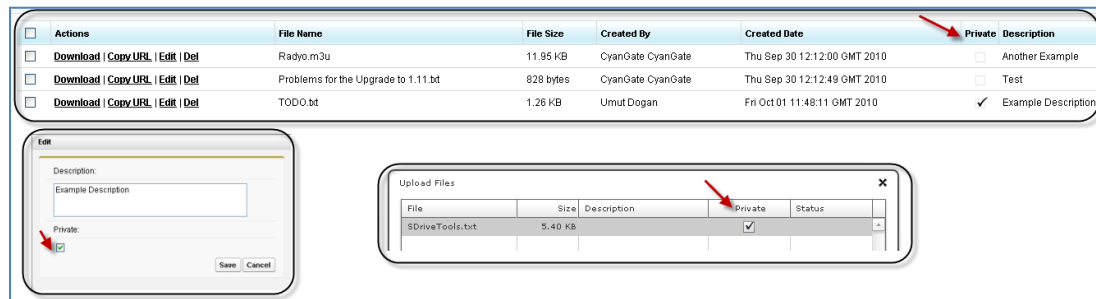 Actions File Name File Size Created By Created Date Private Description
Download | Copy URL | Edit | Del Radyo.m3u 11.95 KB CyanGate CyanGate Thu Sep 30 12:12:00 GMT 2010 Another Example
Download | Copy URL | Edit | Del Problems for the Upgrade to 1.11.txt 828 bytes CyanGate CyanGate Thu Sep 30 12:12:49 GMT 2010 Test
Download | Copy URL | Edit | Del TODO.txt 1.26 KB Umut Dogan Fri Oct 01 11:48:11 GMT 2010 Example Description
Edit
Description:
Example Description
Private:
Save Cancel
Upload Files
File Size Description Private Status
SDriveTools.txt 5.40 KB